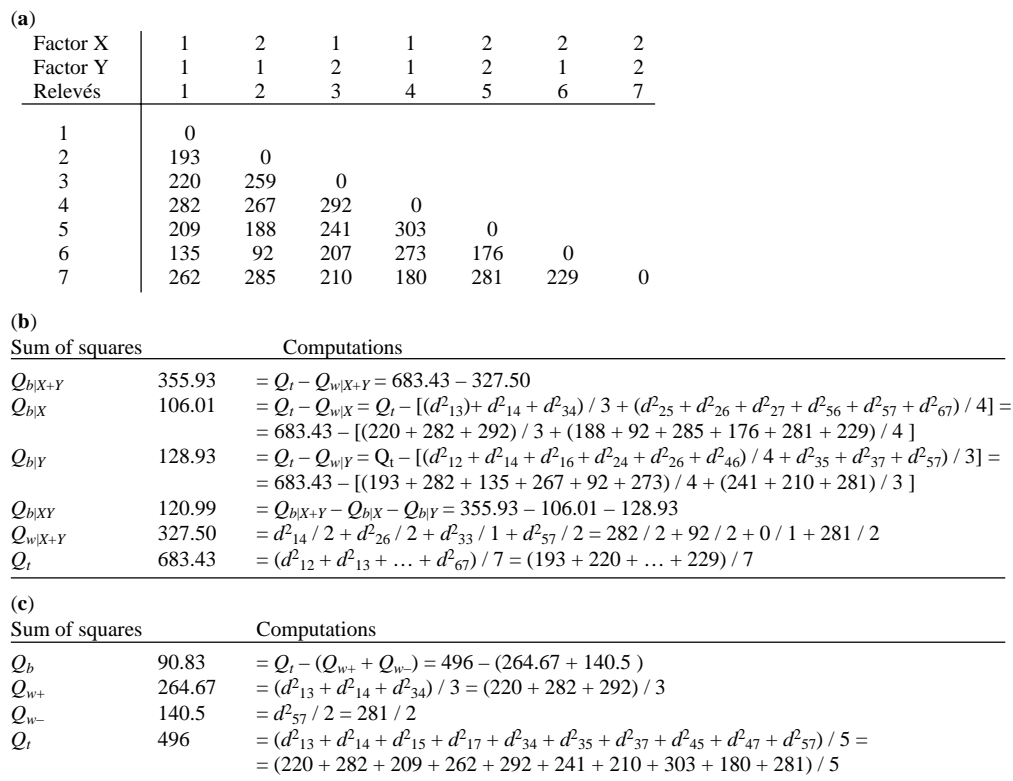 (a)
Factor X 1 2 1 1 2 2 2
Factor Y 1 1 2 1 2 1 2
Relevés 1 2 3 4 5 6 7
1 0
2 193 0
3 220 259 0
4 282 267 292 0
5 209 188 241 303 0
6 135 92 207 273 176 0
7 262 285 210 180 281 229 0
(b)
Sum of squares Computations
Q_{b|X+Y} 355.93 = Q_t – Q_{w|X+Y} = 683.43 – 327.50
Q_{b|X} 106.01 = Q_t – Q_{w|X} = Q_t – [(d²₁₃)+ d²₁₄ + d²₃₄) / 3 + (d²₂₅ + d²₂₆ + d²₂₇ + d²₅₆ + d²₅₇ + d²₆₇) / 4] =
= 683.43 – [(220 + 282 + 292) / 3 + (188 + 92 + 285 + 176 + 281 + 229) / 4 ]
Q_{b|Y} 128.93 = Q_t – Q_{w|Y} = Q_t – [(d²₁₂ + d²₁₄ + d²₁₆ + d²₂₄ + d²₂₆ + d²₄₆) / 4 + d²₃₅ + d²₃₇ + d²₅₇) / 3] =
= 683.43 – [(193 + 282 + 135 + 267 + 92 + 273) / 4 + (241 + 210 + 281) / 3 ]
Q_{b|XY} 120.99 = Q_{b|X+Y} – Q_{b|X} – Q_{b|Y} = 355.93 – 106.01 – 128.93
Q_{w|X+Y} 327.50 = d²₁₄ / 2 + d²₂₆ / 2 + d²₃₃ / 1 + d²₅₇ / 2 = 282 / 2 + 92 / 2 + 0 / 1 + 281 / 2
Q_t 683.43 = (d²₁₂ + d²₁₃ + … + d²₆₇) / 7 = (193 + 220 + … + 229) / 7
(c)
Sum of squares Computations
Q_b 90.83 = Q_t – (Q_{w+} + Q_{w–}) = 496 – (264.67 + 140.5 )
Q_{w+} 264.67 = (d²₁₃ + d²₁₄ + d²₃₄) / 3 = (220 + 282 + 292) / 3
Q_{w–} 140.5 = d²₅₇ / 2 = 281 / 2
Q_t 496 = (d²₁₃ + d²₁₄ + d²₁₅ + d²₁₇ + d²₃₄ + d²₃₅ + d²₃₇ + d²₄₅ + d²₄₇ + d²₅₇) / 5 =
= (220 + 282 + 209 + 262 + 292 + 241 + 210 + 303 + 180 + 281) / 5